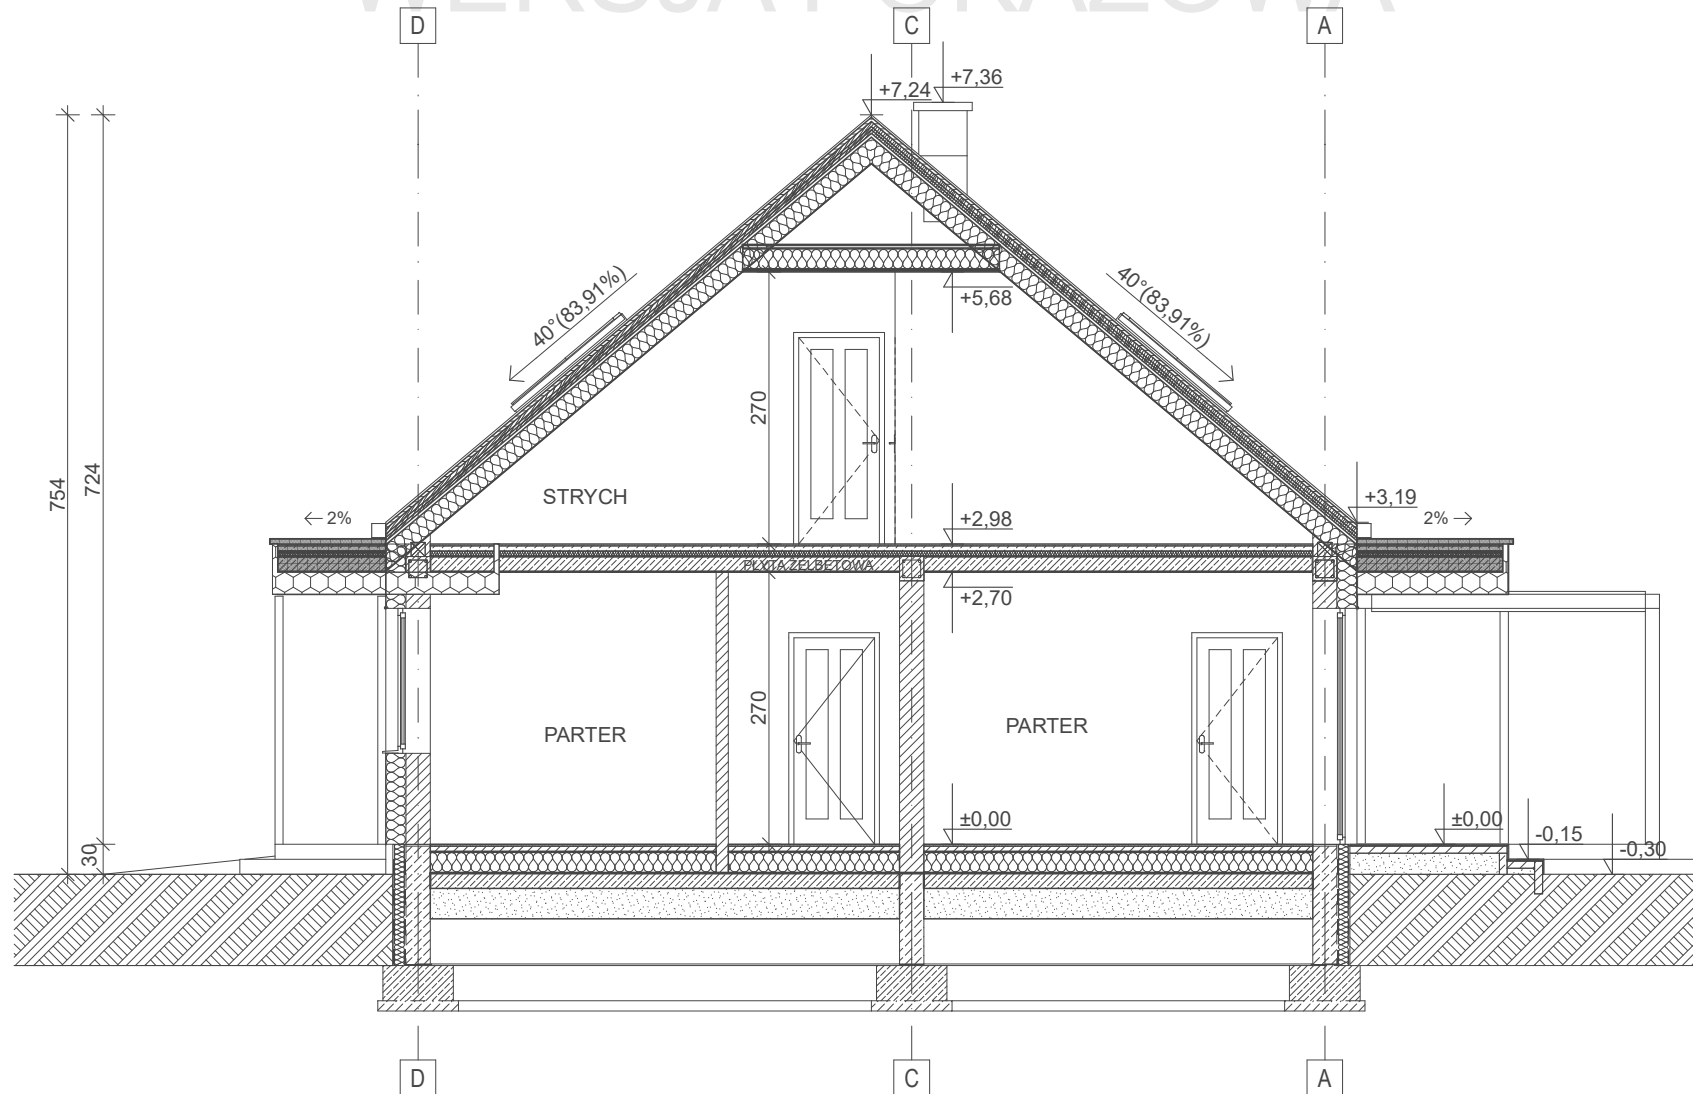 WERSJA POKAZOWA
D
C
A
+7,24
+7,36
40°(83,91%)
40°(83,91%)
+5,68
270
754
724
STRYCH
+3,19
← 2%
2% →
+2,98
PŁYTA ŻELBETOWA
+2,70
270
PARTER
PARTER
±0,00
±0,00
-0,15
-0,30
30
D
C
A